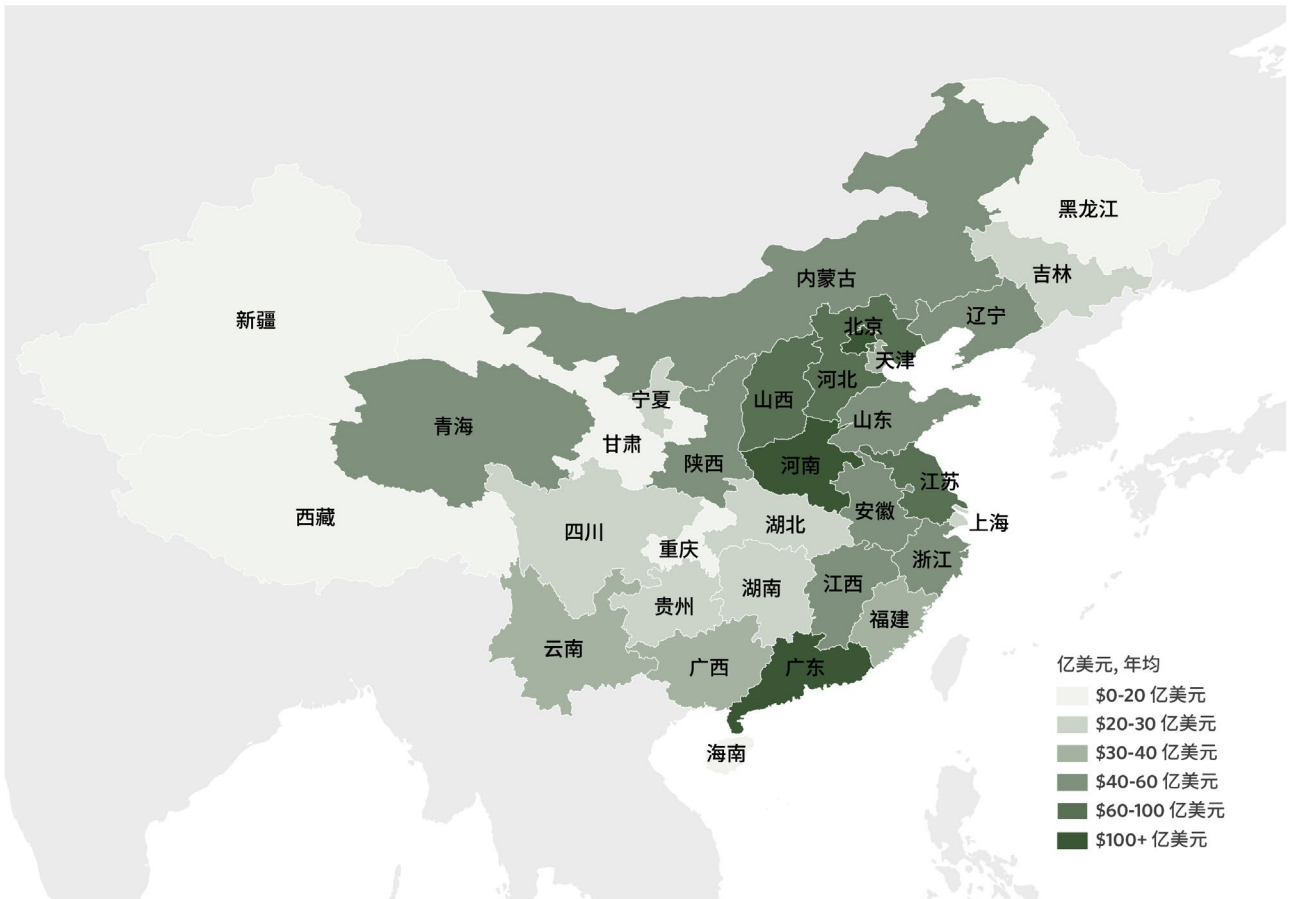 黑龙江
吉林
内蒙古
辽宁
新疆
北京
天津
河北
宁夏
山西
山东
青海
甘肃
陕西
河南
江苏
安徽
西藏
上海
湖北
四川
重庆
浙江
江西
湖南
贵州
福建
云南
广西
广东
海南
亿美元, 年均
$0-20 亿美元
$20-30 亿美元
$30-40 亿美元
$40-60 亿美元
$60-100 亿美元
$100+ 亿美元